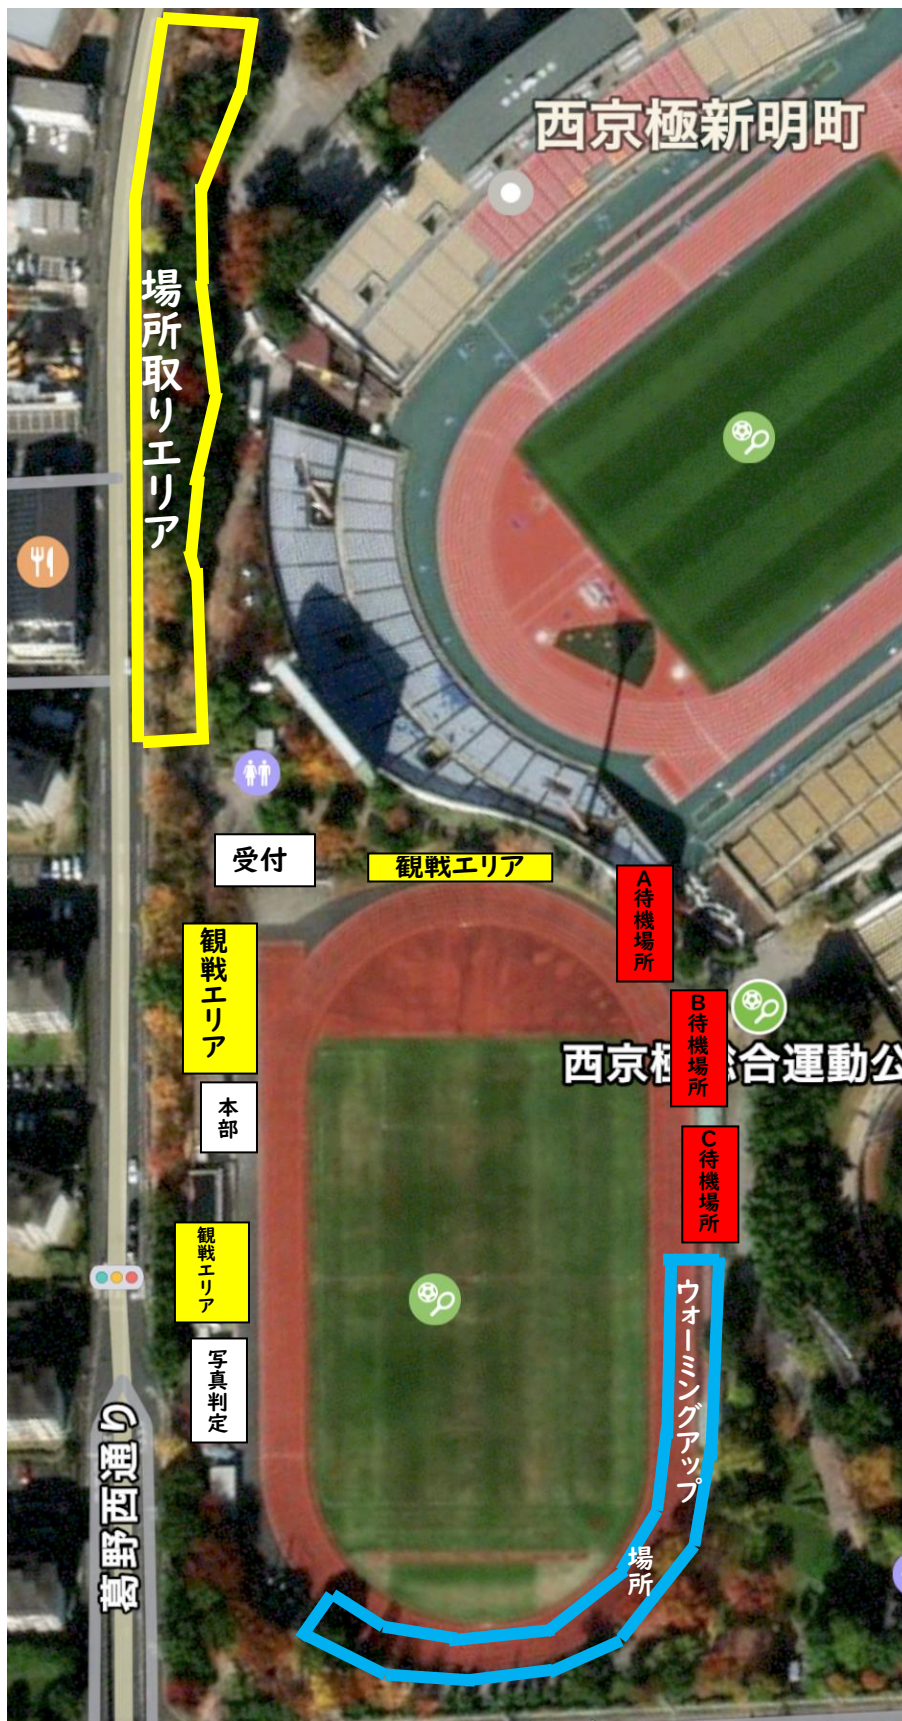 西京極新明町
場所取りエリア
受付
観戦エリア
A待機場所
観戦エリア
B待機場所
西京極総合運動公
本部
C待機場所
観戦エリア
ウォーミングアップ
写真判定
葛野西通り
場所